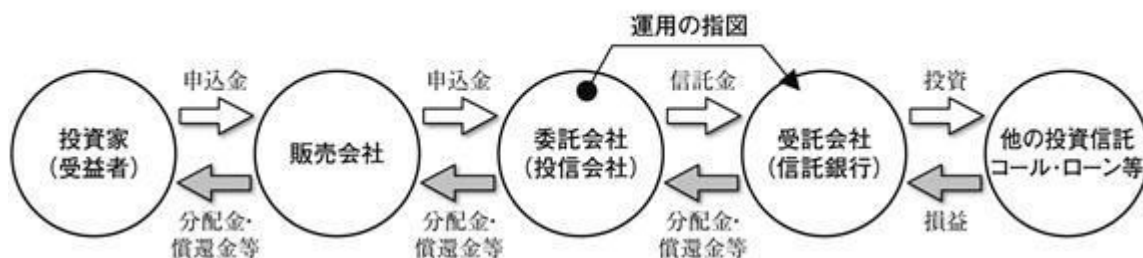 運用の指図
申込金
申込金
信託金
投資
投資家
(受益者)
販売会社
委託会社
(投信会社)
受託会社
(信託銀行)
他の投資信託
コール・ローン等
分配金・
償還金等
分配金・
償還金等
分配金・
償還金等
損益